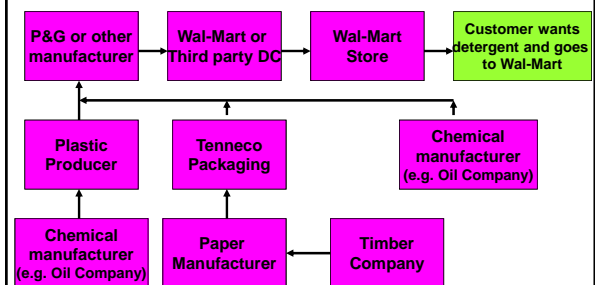 P&G or other
manufacturer
Wal-Mart or
Third party DC
Wal-Mart
Store
Customer wants
detergent and goes
to Wal-Mart
Plastic
Producer
Tenneco
Packaging
Chemical
manufacturer
(e.g. Oil Company)
Chemical
manufacturer
(e.g. Oil Company)
Paper
Manufacturer
Timber
Company